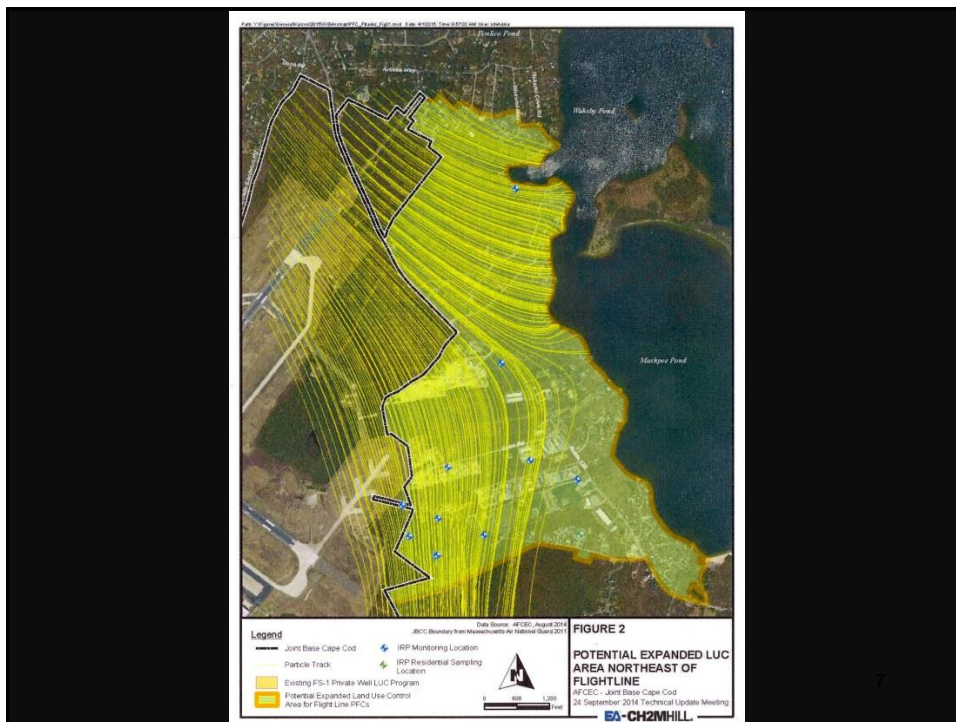 Pimlico Pond
Wakeby Pond
Mashpee Pond
Legend
Joint Base Cape Cod
Particle Track
Existing FS-1 Private Well LUC Program
Potential Expanded Land Use Control
Area for Flight Line PFCs
IRP Monitoring Location
IRP Residential Sampling
Location
Data Source: AFCEC, August 2014
JBCC Boundary from Massachusetts Air National Guard 2011
N
0 600 1,200
Feet
FIGURE 2
POTENTIAL EXPANDED LUC
AREA NORTHEAST OF
FLIGHTLINE
AFCEC - Joint Base Cape Cod
24 September 2014 Technical Update Meeting
CH2MHILL.
7